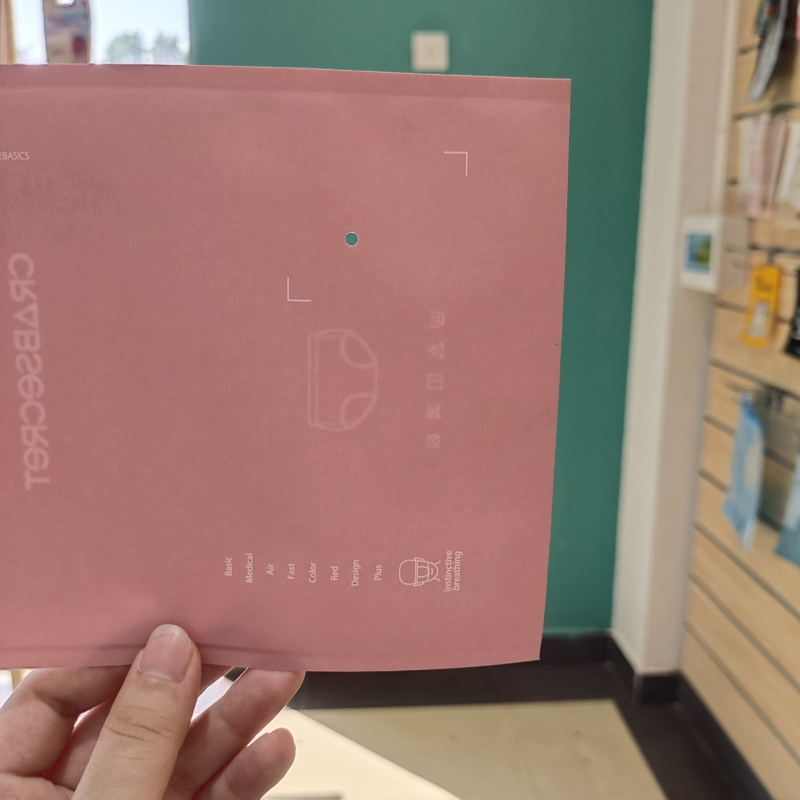 RBASICS
CRABSeCRET
Basic
Medical
Air
Fast
Color
Red
Design
Plus
instinctive
breathing